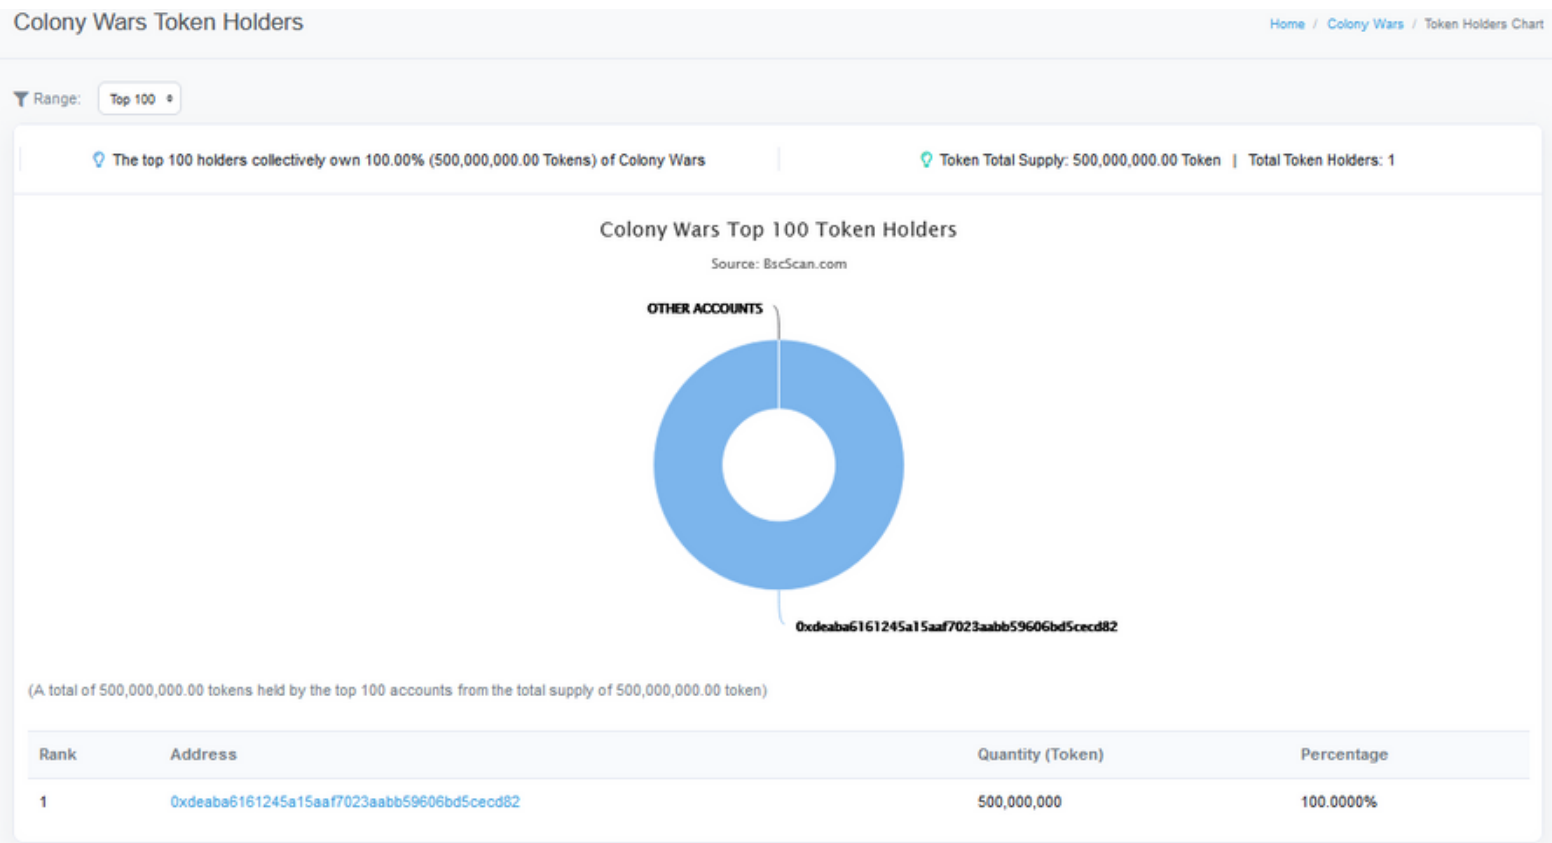 Colony Wars Token Holders
Home / Colony Wars / Token Holders Chart
Range: Top 100
The top 100 holders collectively own 100.00% (500,000,000.00 Tokens) of Colony Wars
Token Total Supply: 500,000,000.00 Token | Total Token Holders: 1
Colony Wars Top 100 Token Holders
Source: BscScan.com
OTHER ACCOUNTS
0xdeaba6161245a15aaf7023aabb59606bd5cecd82
(A total of 500,000,000.00 tokens held by the top 100 accounts from the total supply of 500,000,000.00 token)
Rank Address Quantity (Token) Percentage
1 0xdeaba6161245a15aaf7023aabb59606bd5cecd82 500,000,000 100.0000%